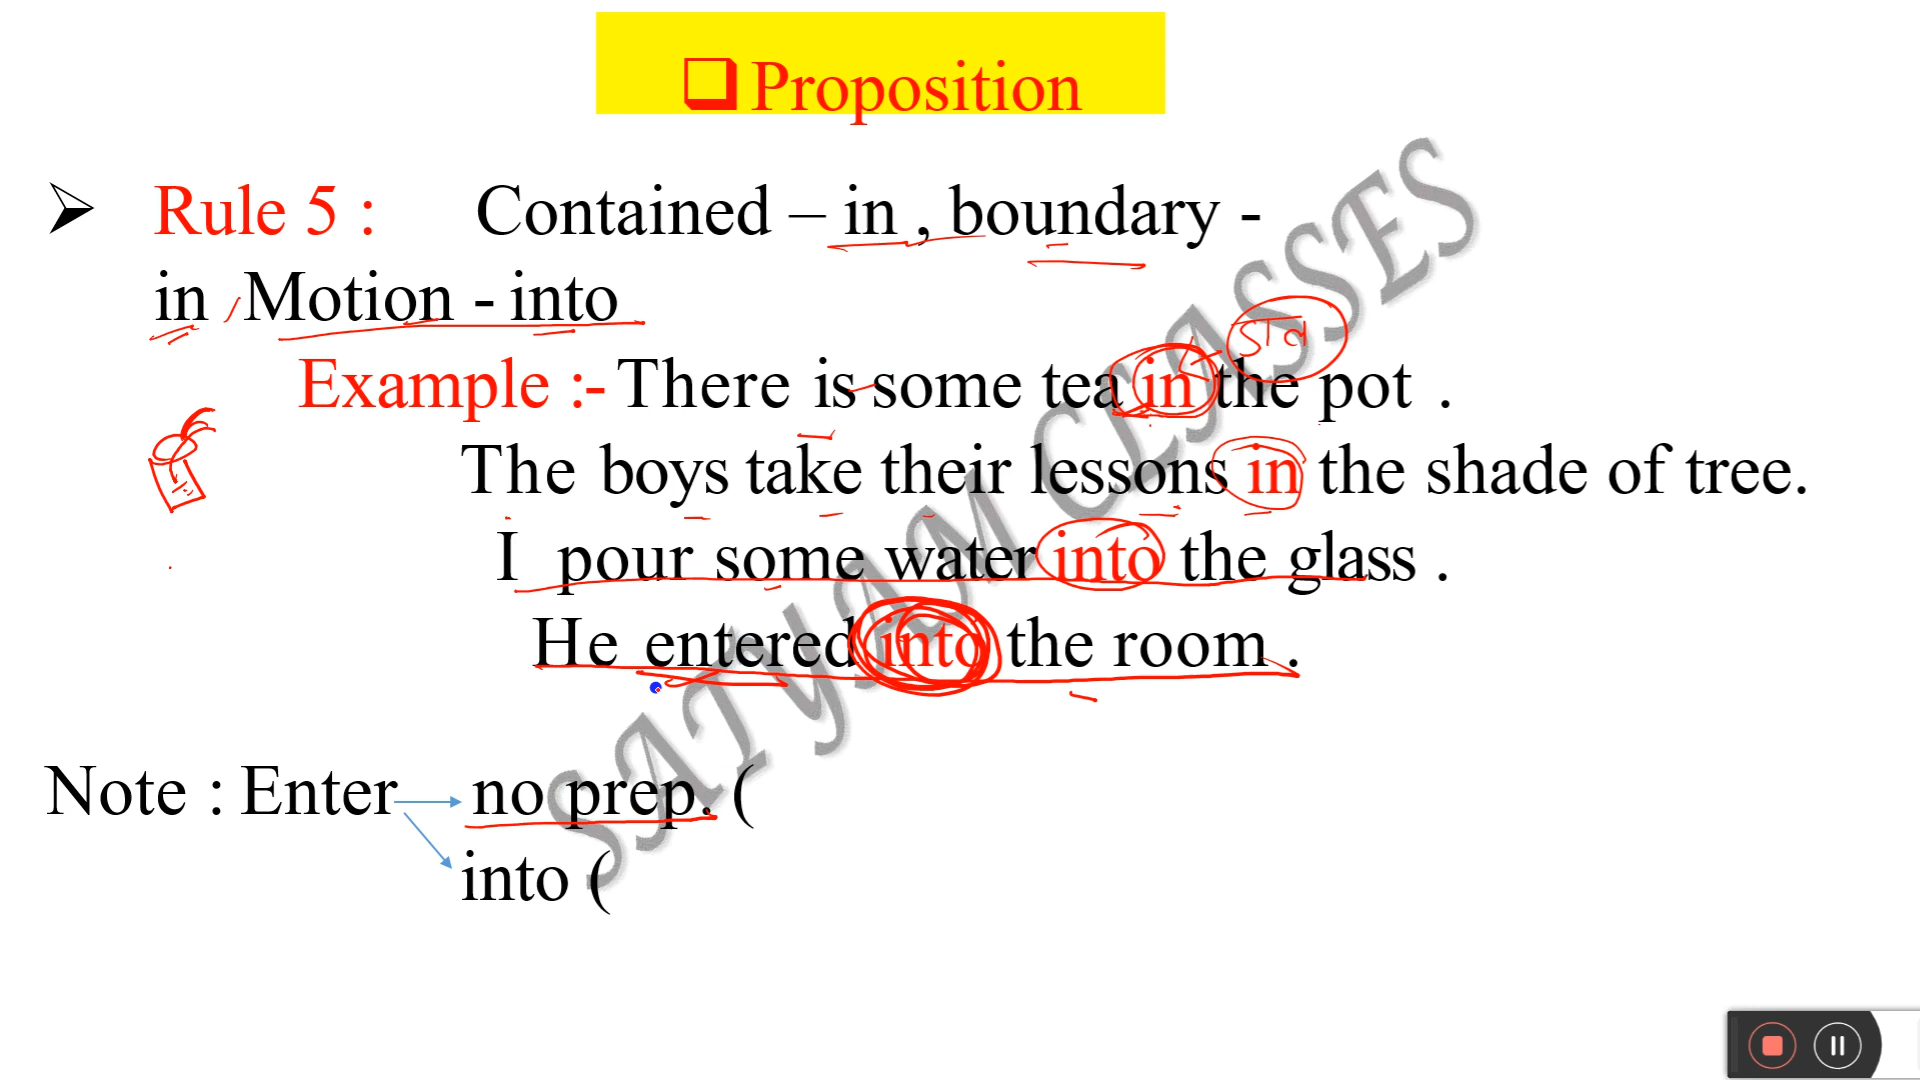 Proposition
Rule 5 : Contained – in , boundary -
in Motion - into
Example :- There is some tea in the pot .
The boys take their lessons in the shade of tree.
I pour some water into the glass .
He entered into the room .
Note : Enter no prep. (
into (
SATYAM CLASSES